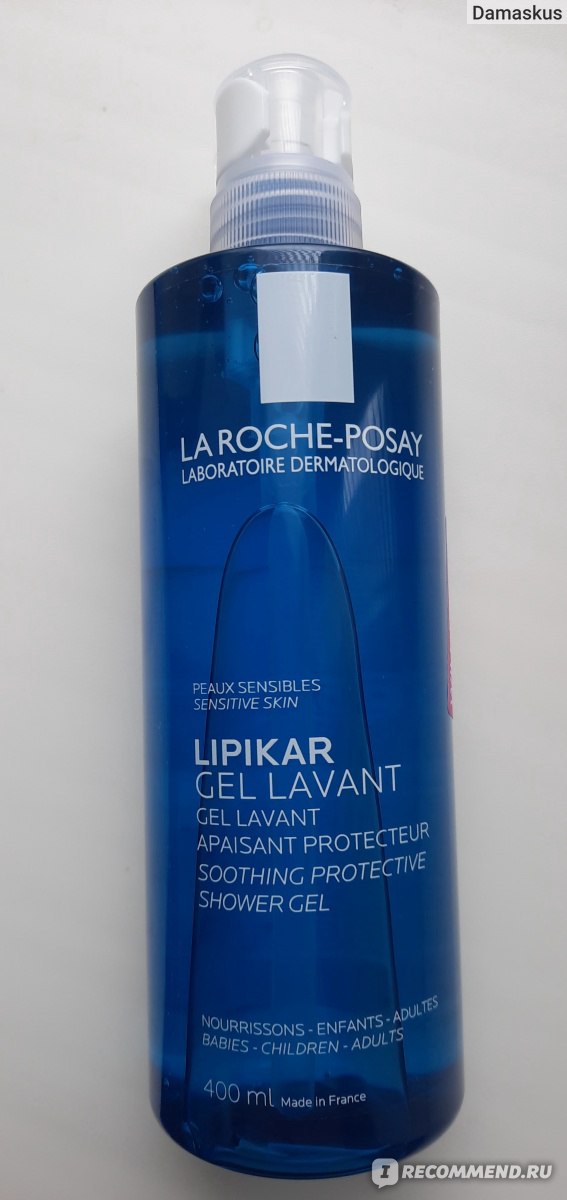 Damaskus
LA ROCHE-POSAY
LABORATOIRE DERMATOLOGIQUE
PEAUX SENSIBLES
SENSITIVE SKIN
LIPIKAR
GEL LAVANT
GEL LAVANT
APAISANT PROTECTEUR
SOOTHING PROTECTIVE
SHOWER GEL
NOURRISSONS - ENFANTS - ADULTES
BABIES - CHILDREN - ADULTS
400 ml Made in France
IRECOMMEND.RU